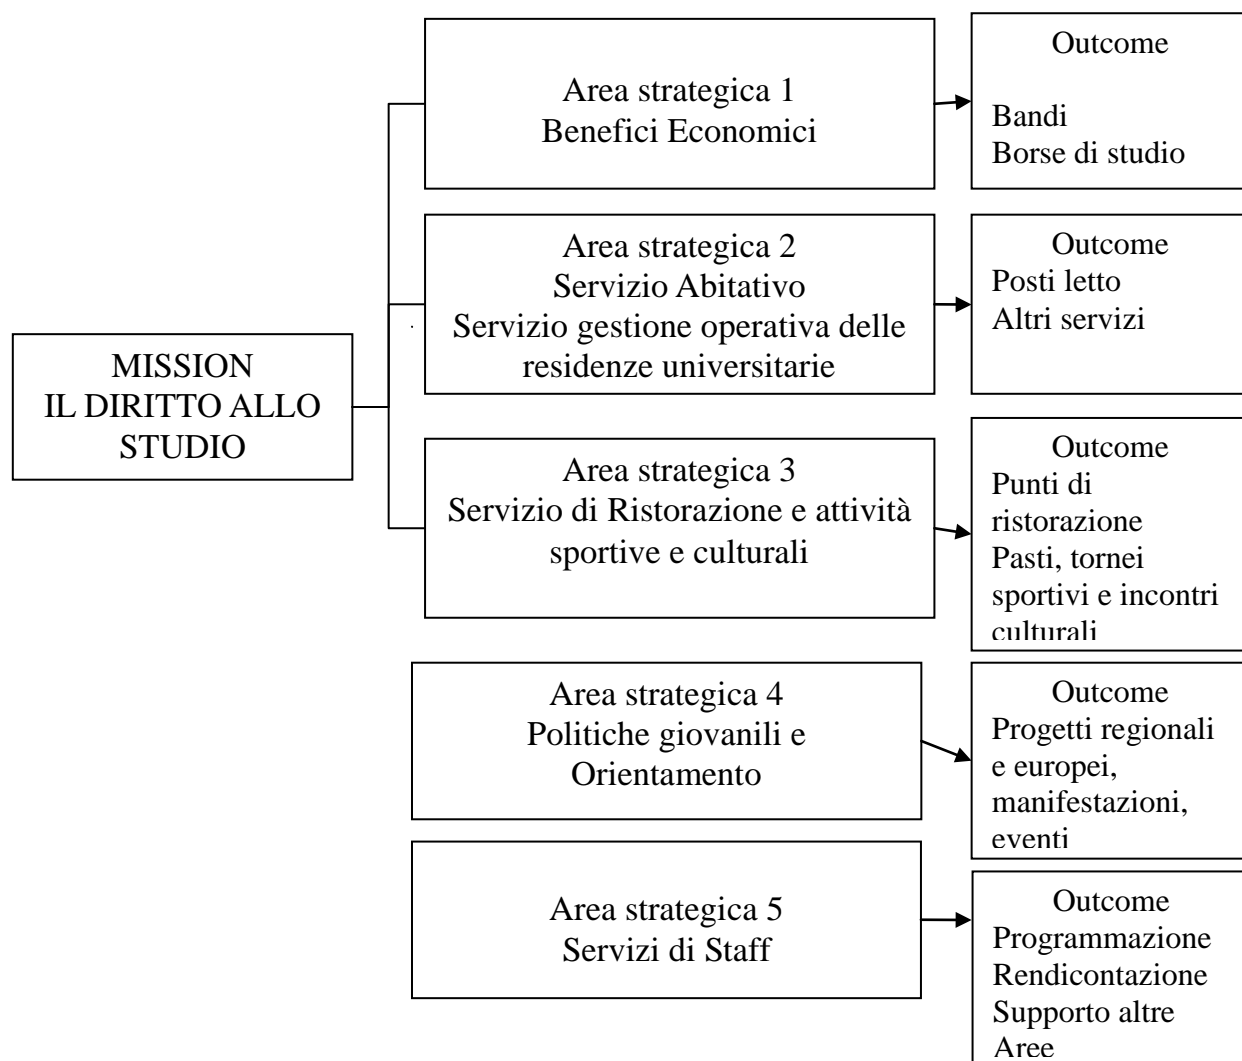 Area strategica 1
Benefici Economici
Outcome
Bandi
Borse di studio
Area strategica 2
Servizio Abitativo
Servizio gestione operativa delle
residenze universitarie
Outcome
Posti letto
Altri servizi
MISSION
IL DIRITTO ALLO
STUDIO
Area strategica 3
Servizio di Ristorazione e attività
sportive e culturali
Outcome
Punti di
ristorazione
Pasti, tornei
sportivi e incontri
culturali
Area strategica 4
Politiche giovanili e
Orientamento
Outcome
Progetti regionali
e europei,
manifestazioni,
eventi
Area strategica 5
Servizi di Staff
Outcome
Programmazione
Rendicontazione
Supporto altre
Aree